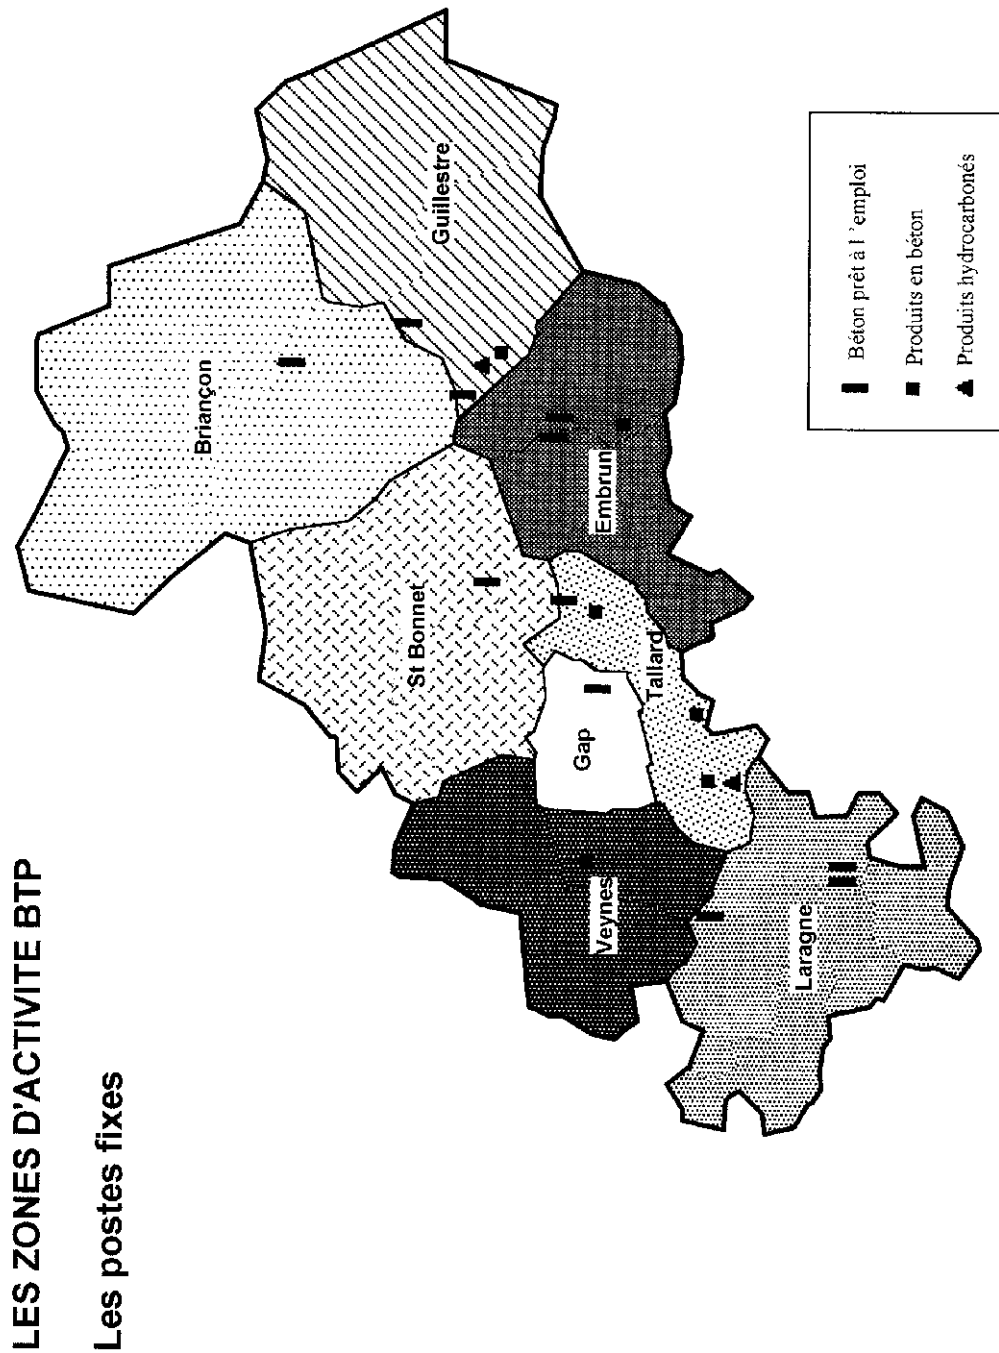 LES ZONES D'ACTIVITE BTP
Les postes fixes
Briançon
Guillestre
St Bonnet
Embrun
Gap
Tallard
Veynes
Laragne
Béton prêt à l 'emploi
Produits en béton
Produits hydrocarbonés